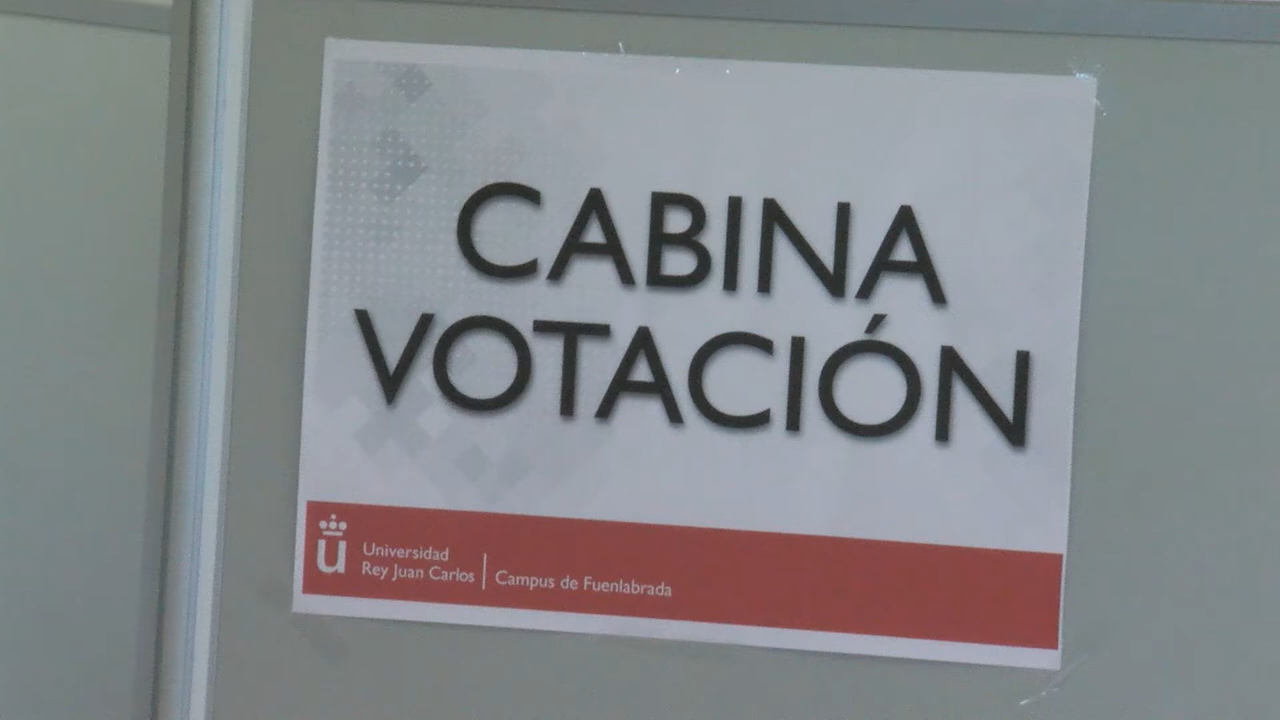 CABINA
VOTACIÓN
u
Universidad
Rey Juan Carlos
Campus de Fuenlabrada